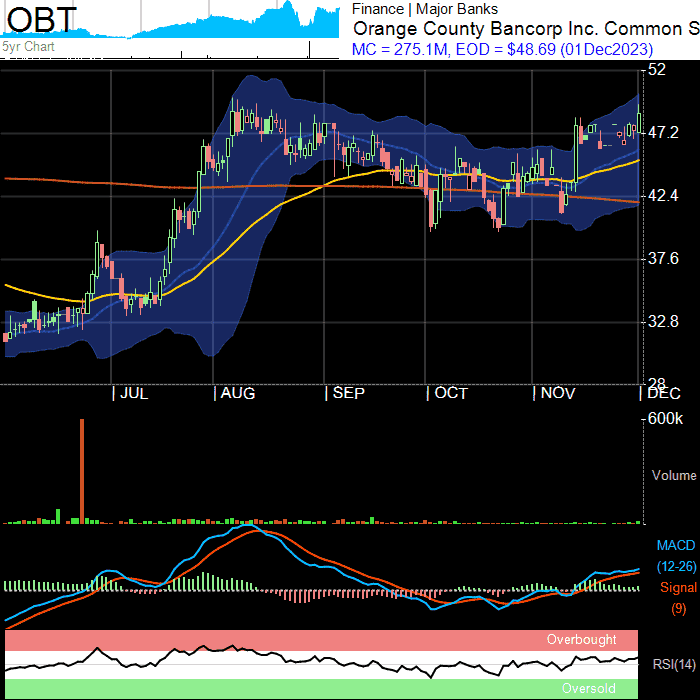 OBT
5yr Chart
Finance | Major Banks
Orange County Bancorp Inc. Common S
MC = 275.1M, EOD = $48.69 (01Dec2023)
52
47.2
42.4
37.6
32.8
28
JUL
AUG
SEP
OCT
NOV
DEC
600k
Volume
MACD
(12-26)
Signal
(9)
Overbought
RSI(14)
Oversold